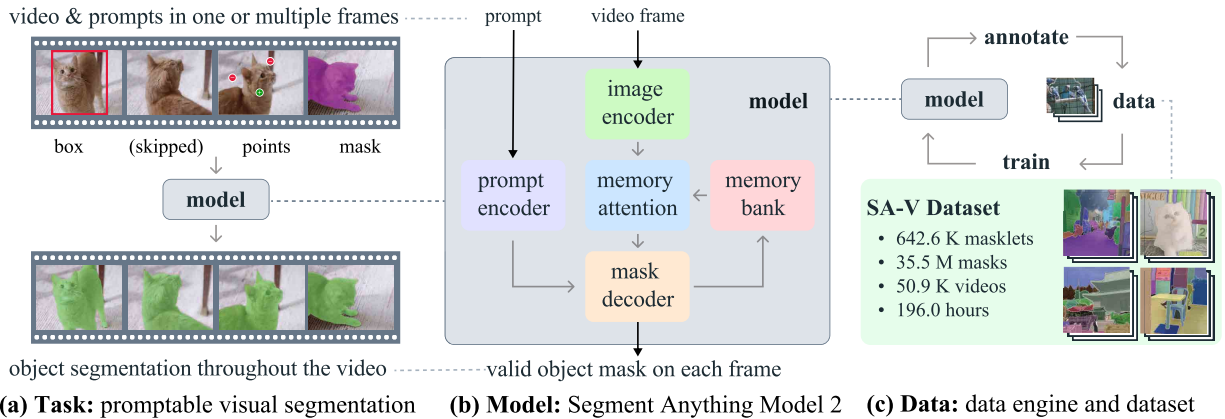 video & prompts in one or multiple frames
box
(skipped)
points
mask
model
object segmentation throughout the video
(a) Task: promptable visual segmentation
prompt
video frame
model
image
encoder
prompt
encoder
memory
attention
memory
bank
mask
decoder
valid object mask on each frame
(b) Model: Segment Anything Model 2
annotate
model
data
train
SA-V Dataset
• 642.6 K masklets
• 35.5 M masks
• 50.9 K videos
• 196.0 hours
(c) Data: data engine and dataset